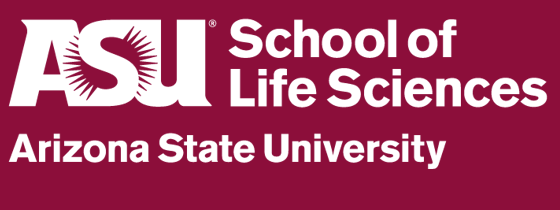 ASU® School of
Life Sciences
Arizona State University